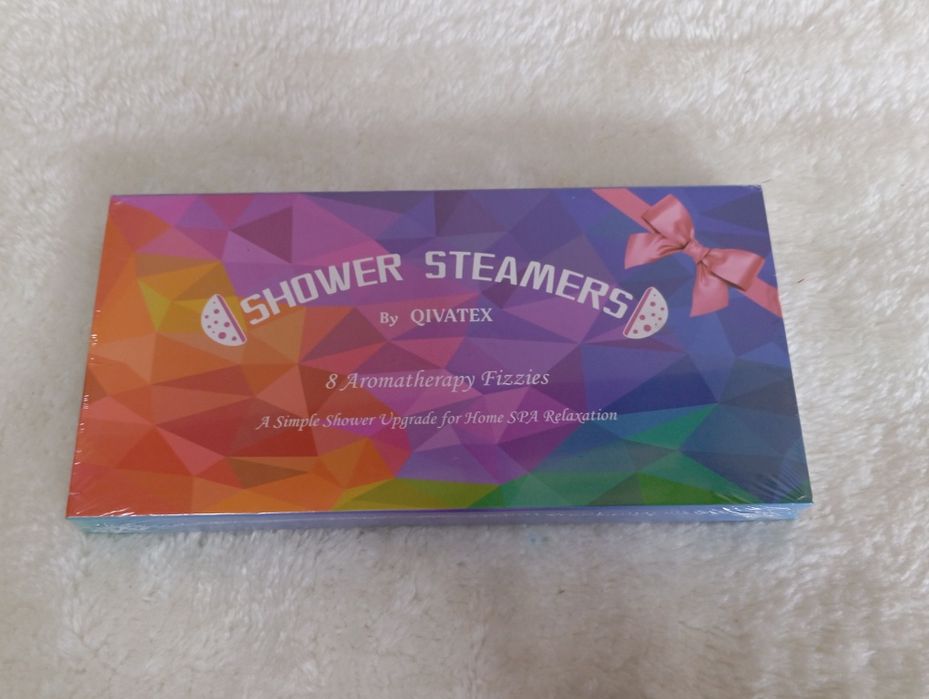 SHOWER STEAMERS
By QIVATEX
8 Aromatherapy Fizzies
A Simple Shower Upgrade for Home SPA Relaxation